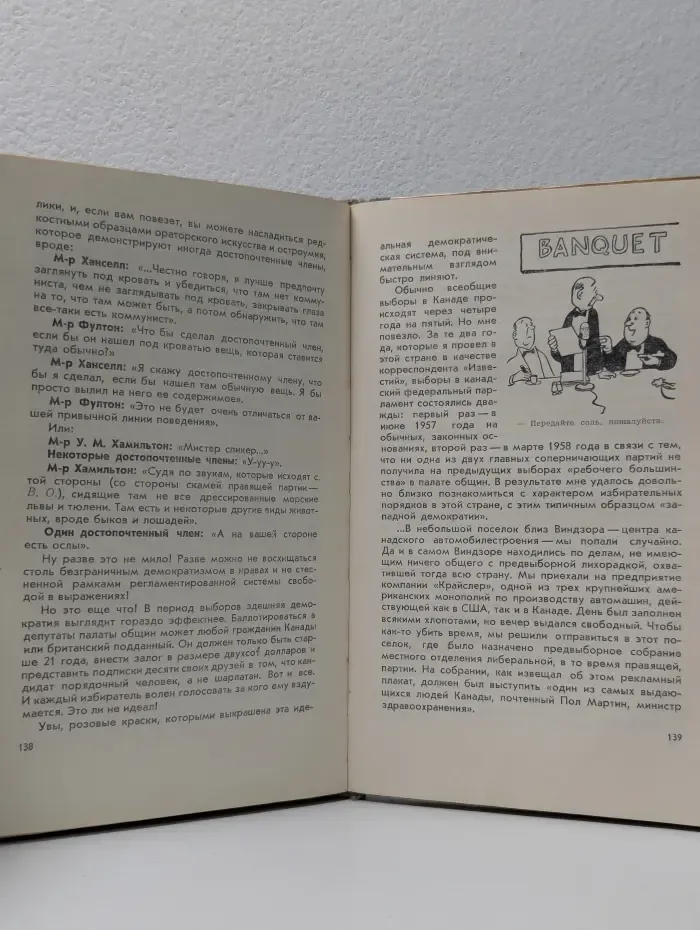 лики, и, если вам повезет, вы можете насладиться ред-
костными образцами ораторского искусства и остроумия,
которое демонстрируют иногда достопочтенные члены,
вроде:
М-р Ханселл: «...Честно говоря, я лучше предпочту
заглянуть под кровать и убедиться, что там нет комму-
ниста, чем не заглядывать под кровать, закрывать глаза
на то, что там может быть, а потом обнаружить, что там
все-таки есть коммунист».
М-р Фултон: «Что бы сделал достопочтенный член,
если бы он нашел под кроватью вещь, которая ставится
туда обычно?»
М-р Ханселл: «Я скажу достопочтенному члену, что
бы я сделал, если бы нашел там обычную вещь. Я бы
просто вылил на него ее содержимое».
М-р Фултон: «Это не будет очень отличаться от ва-
шей привычной линии поведения».
Или:
М-р У. М. Хамильтон: «Мистер спикер...»
Некоторые достопочтенные члены: «У-уу-у».
М-р Хамильтон: «Судя по звукам, которые исходят с
той стороны (со стороны скамей правящей партии—
В. О.), сидящие там не все дрессированные морские
львы и тюлени. Там есть и некоторые другие виды живот-
ных, вроде быков и лошадей».
Один достопочтенный член: «А на вашей стороне
есть ослы».
Ну разве это не мило! Разве можно не восхищаться
столь безграничным демократизмом в нравах и не стес-
ненной рамками регламентированной системы свобо-
дой в выражениях!
Но это еще что! В период выборов здешняя демо-
кратия выглядит гораздо эффектнее. Баллотироваться в
депутаты палаты общин может любой гражданин Канады
или британский подданный. Он должен только быть стар-
ше 21 года, внести залог в размере двухсот долларов и
представить подписки десяти своих друзей в том, что кан-
дидат порядочный человек, а не шарлатан. Вот и все.
И каждый избиратель волен голосовать за кого ему взду-
мается. Это ли не идеал!
Увы, розовые краски, которыми выкрашена эта иде-
138
альная демократиче-
ская система, под вни-
мательным взглядом
быстро линяют.
Обычно всеобщие
выборы в Канаде про-
исходят через четыре
года на пятый. Но мне
повезло. За те два го-
да, которые я провел в
этой стране в качестве
корреспондента «Извес-
тий», выборы в канад-
ский федеральный пар-
ламент состоялись два-
жды: первый раз—в
июне 1957 года на
обычных, законных ос-
BANQUET
— Передайте соль, пожалуйста.
нованиях, второй раз—в марте 1958 года в связи с тем,
что ни одна из двух главных соперничающих партий не
получила на предыдущих выборах «рабочего большин-
ства» в палате общин. В результате мне удалось доволь-
но близко познакомиться с характером избирательных
порядков в этой стране, с этим типичным образцом «за-
падной демократии».
...В небольшой поселок близ Виндзора—центра ка-
надского автомобилестроения—мы попали случайно.
Да и в самом Виндзоре находились по делам, не имею-
щим ничего общего с предвыборной лихорадкой, охва-
тившей тогда всю страну. Мы приехали на предприятие
компании «Крайслер», одной из трех крупнейших аме-
риканских монополий по производству автомашин, дей-
ствующей как в США, так и в Канаде. День был заполнен
всякими хлопотами, но вечер выдался свободный. Чтобы
как-то убить время, мы решили отправиться в этот по-
селок, где было назначено предвыборное собрание
местного отделения либеральной, в то время правящей,
партии. На собрании, как извещал об этом рекламный
плакат, должен был выступить «один из самых выдаю-
щихся людей Канады, почтенный Пол Мартин, министр
здравоохранения».
139